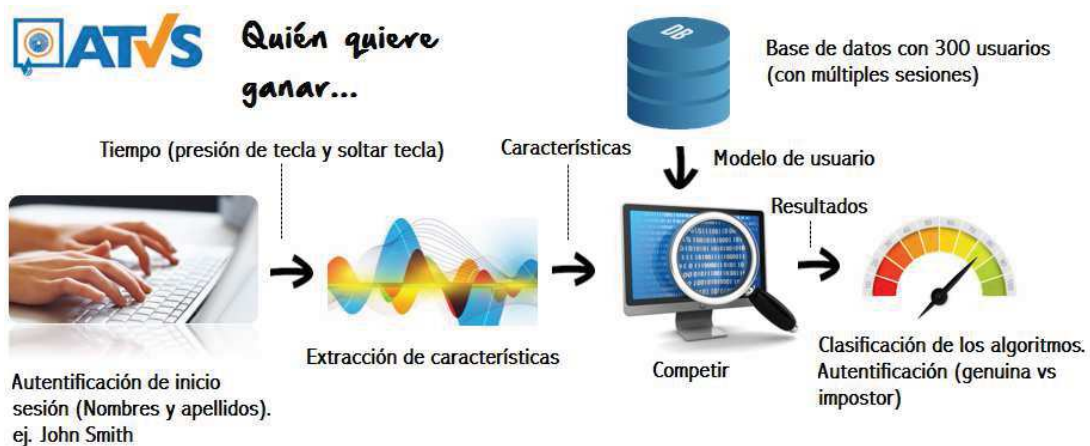 ATVS
Quién quiere
ganar...
DB
Base de datos con 300 usuarios
(con múltiples sesiones)
Tiempo (presión de tecla y soltar tecla)
Características
Modelo de usuario
Resultados
Extracción de características
Competir
Autentificación de inicio
sesión (Nombres y apellidos).
ej. John Smith
Clasificación de los algoritmos.
Autentificación (genuina vs
impostor)